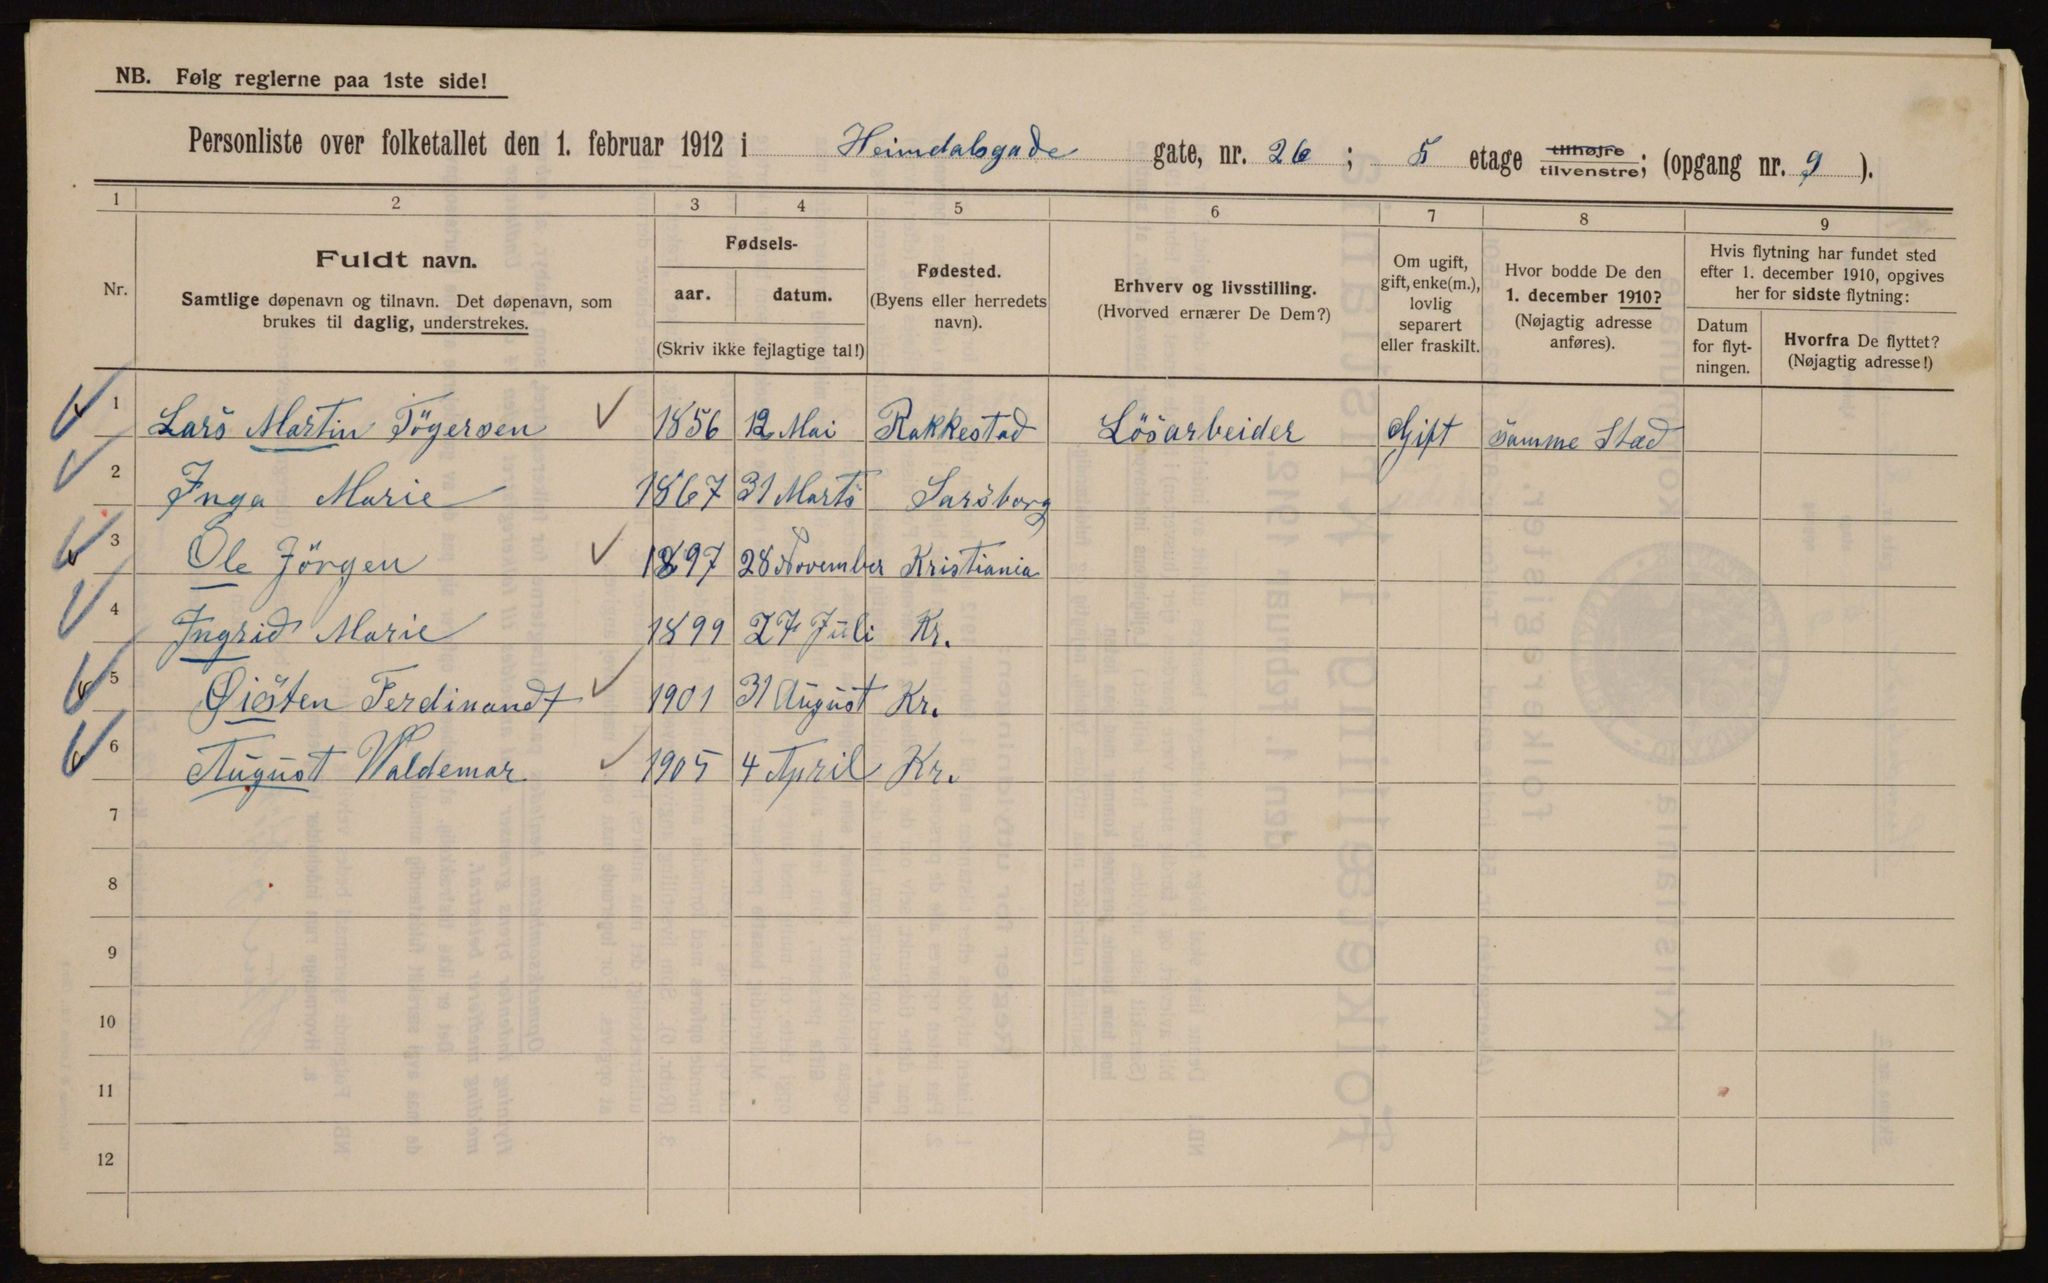 NB. Følg reglerne paa 1ste side!
Personliste over folketallet den 1. februar 1912 i Heimdalsgade gate, nr. 26 ; 5 etage tilhøjre/tilvenstre; (opgang nr. 9 ).
1 2 3 4 5 6 7 8 9
Nr.
Fuldt navn.
Samtlige døpenavn og tilnavn. Det døpenavn, som
brukes til daglig, understrekes.
Fødsels-
aar. datum.
(Skriv ikke fejlagtige tal!)
Fødested.
(Byens eller herredets
navn).
Erhverv og livsstilling.
(Hvorved ernærer De Dem?)
Om ugift,
gift, enke(m.),
lovlig
separert
eller fraskilt.
Hvor bodde De den
1. december 1910?
(Nøjagtig adresse
anføres).
Hvis flytning har fundet sted
efter 1. december 1910, opgives
her for sidste flytning:
Datum
for flyt-
ningen.
Hvorfra De flyttet?
(Nøjagtig adresse!)
1 Lars Martin Tögersen 1856 12 Mai Rakkestad Lösarbeider Gift samme Stad
2 Inga Marie 1867 31 Marts Sarsborg
3 Ole Jörgen 1897 28 November Kristiania
4 Ingrid Marie 1899 27 Juli Kr.
5 Øisten Ferdinandt 1901 31 August Kr.
6 August Waldemar 1905 4 April Kr.
7
8
9
10
11
12